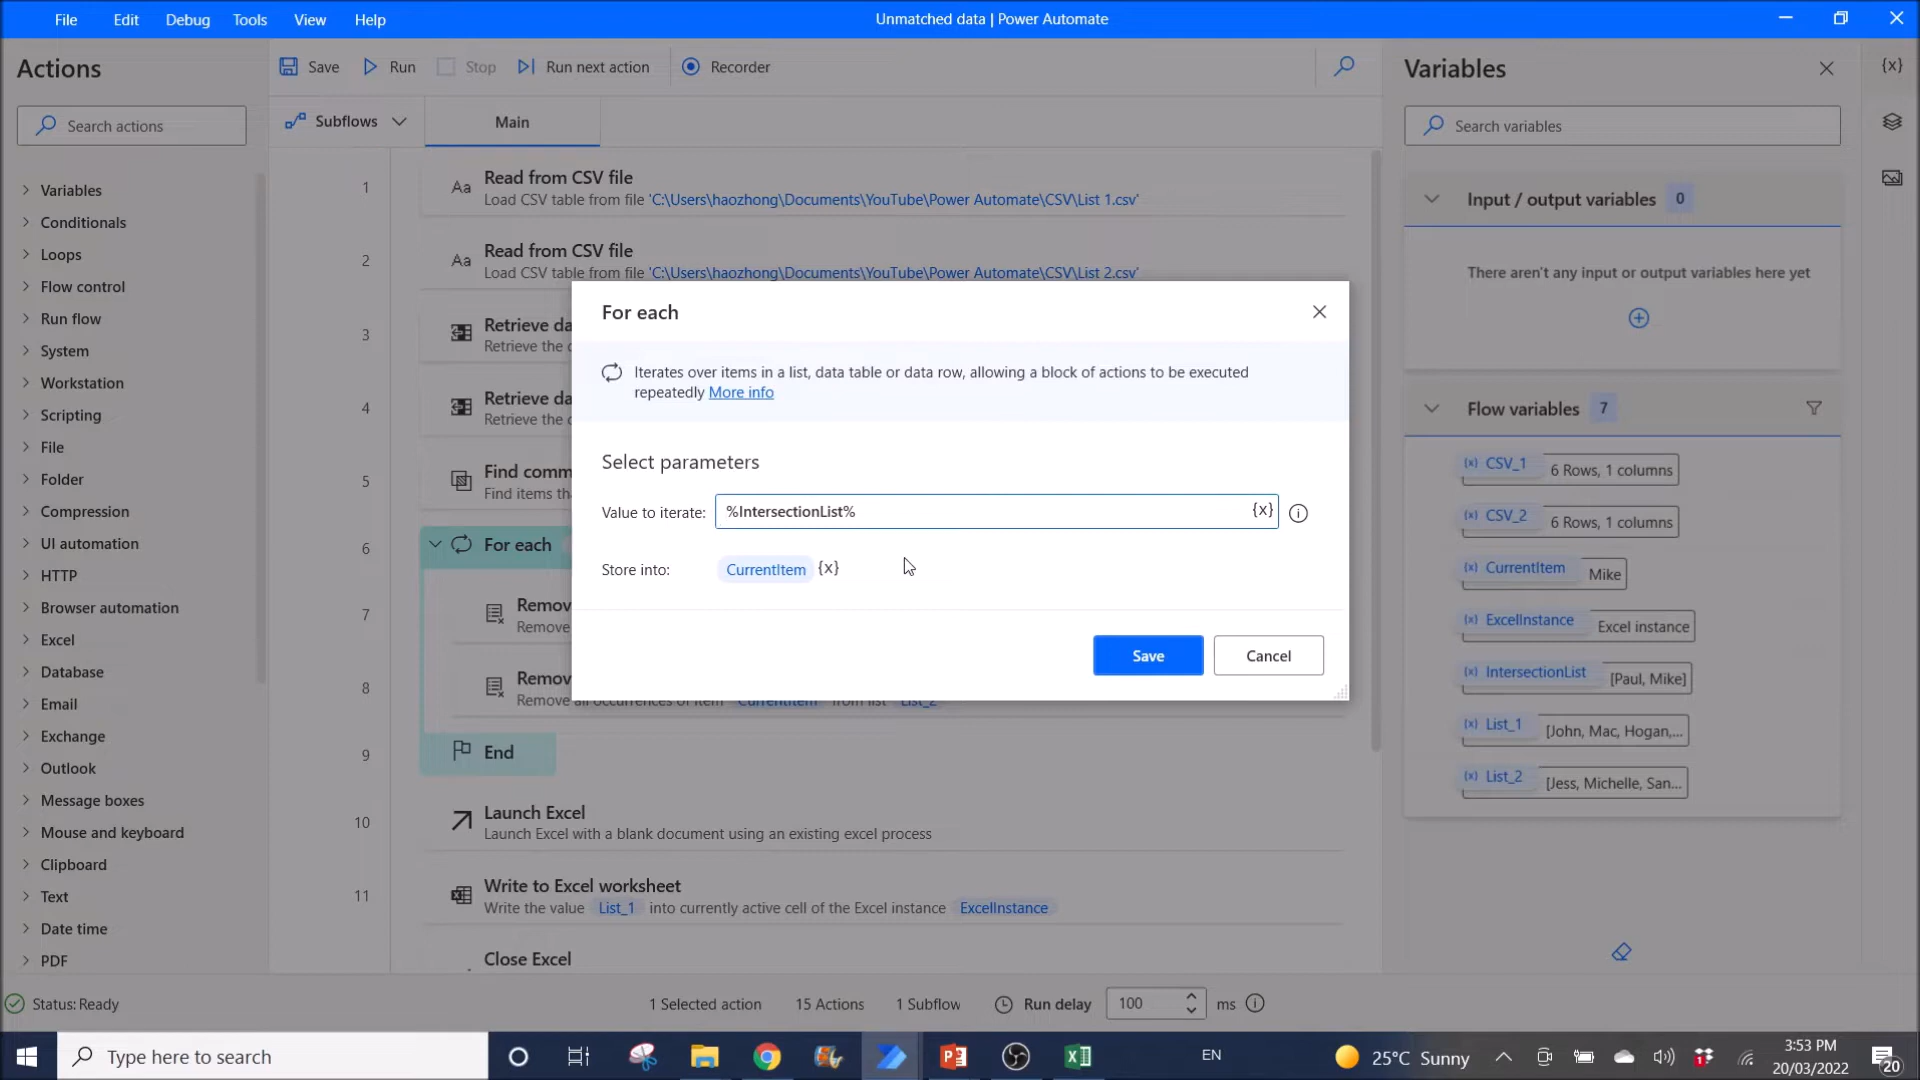 File Edit Debug Tools View Help
Unmatched data | Power Automate
Actions
Search actions
Variables
Conditionals
Loops
Flow control
Run flow
System
Workstation
Scripting
File
Folder
Compression
UI automation
HTTP
Browser automation
Excel
Database
Email
Exchange
Outlook
Message boxes
Mouse and keyboard
Clipboard
Text
Date time
PDF
Save Run Stop Run next action Recorder
Subflows Main
1 Aa Read from CSV file
Load CSV table from file 'C:\Users\haozhong\Documents\YouTube\Power Automate\CSV\List 1.csv'
2 Aa Read from CSV file
Load CSV table from file 'C:\Users\haozhong\Documents\YouTube\Power Automate\CSV\List 2.csv'
3 Retrieve da
Retrieve the
4 Retrieve da
Retrieve the
5 Find comm
Find items th
6 For each
7 Remov
Remove
8 Remov
Remove all occurrences of item CurrentItem from list List_2
9 End
10 Launch Excel
Launch Excel with a blank document using an existing excel process
11 Write to Excel worksheet
Write the value List_1 into currently active cell of the Excel instance ExcelInstance
Close Excel
For each
Iterates over items in a list, data table or data row, allowing a block of actions to be executed
repeatedly More info
Select parameters
Value to iterate: %IntersectionList% {x}
Store into: CurrentItem {x}
Save Cancel
Variables
{x}
Search variables
Input / output variables 0
There aren't any input or output variables here yet
Flow variables 7
{x} CSV_1 6 Rows, 1 columns
{x} CSV_2 6 Rows, 1 columns
{x} CurrentItem Mike
{x} ExcelInstance Excel instance
{x} IntersectionList [Paul, Mike]
{x} List_1 [John, Mac, Hogan,...
{x} List_2 [Jess, Michelle, San...
Status: Ready
1 Selected action 15 Actions 1 Subflow Run delay 100 ms
Type here to search
EN
25°C Sunny
3:53 PM
20/03/2022
20